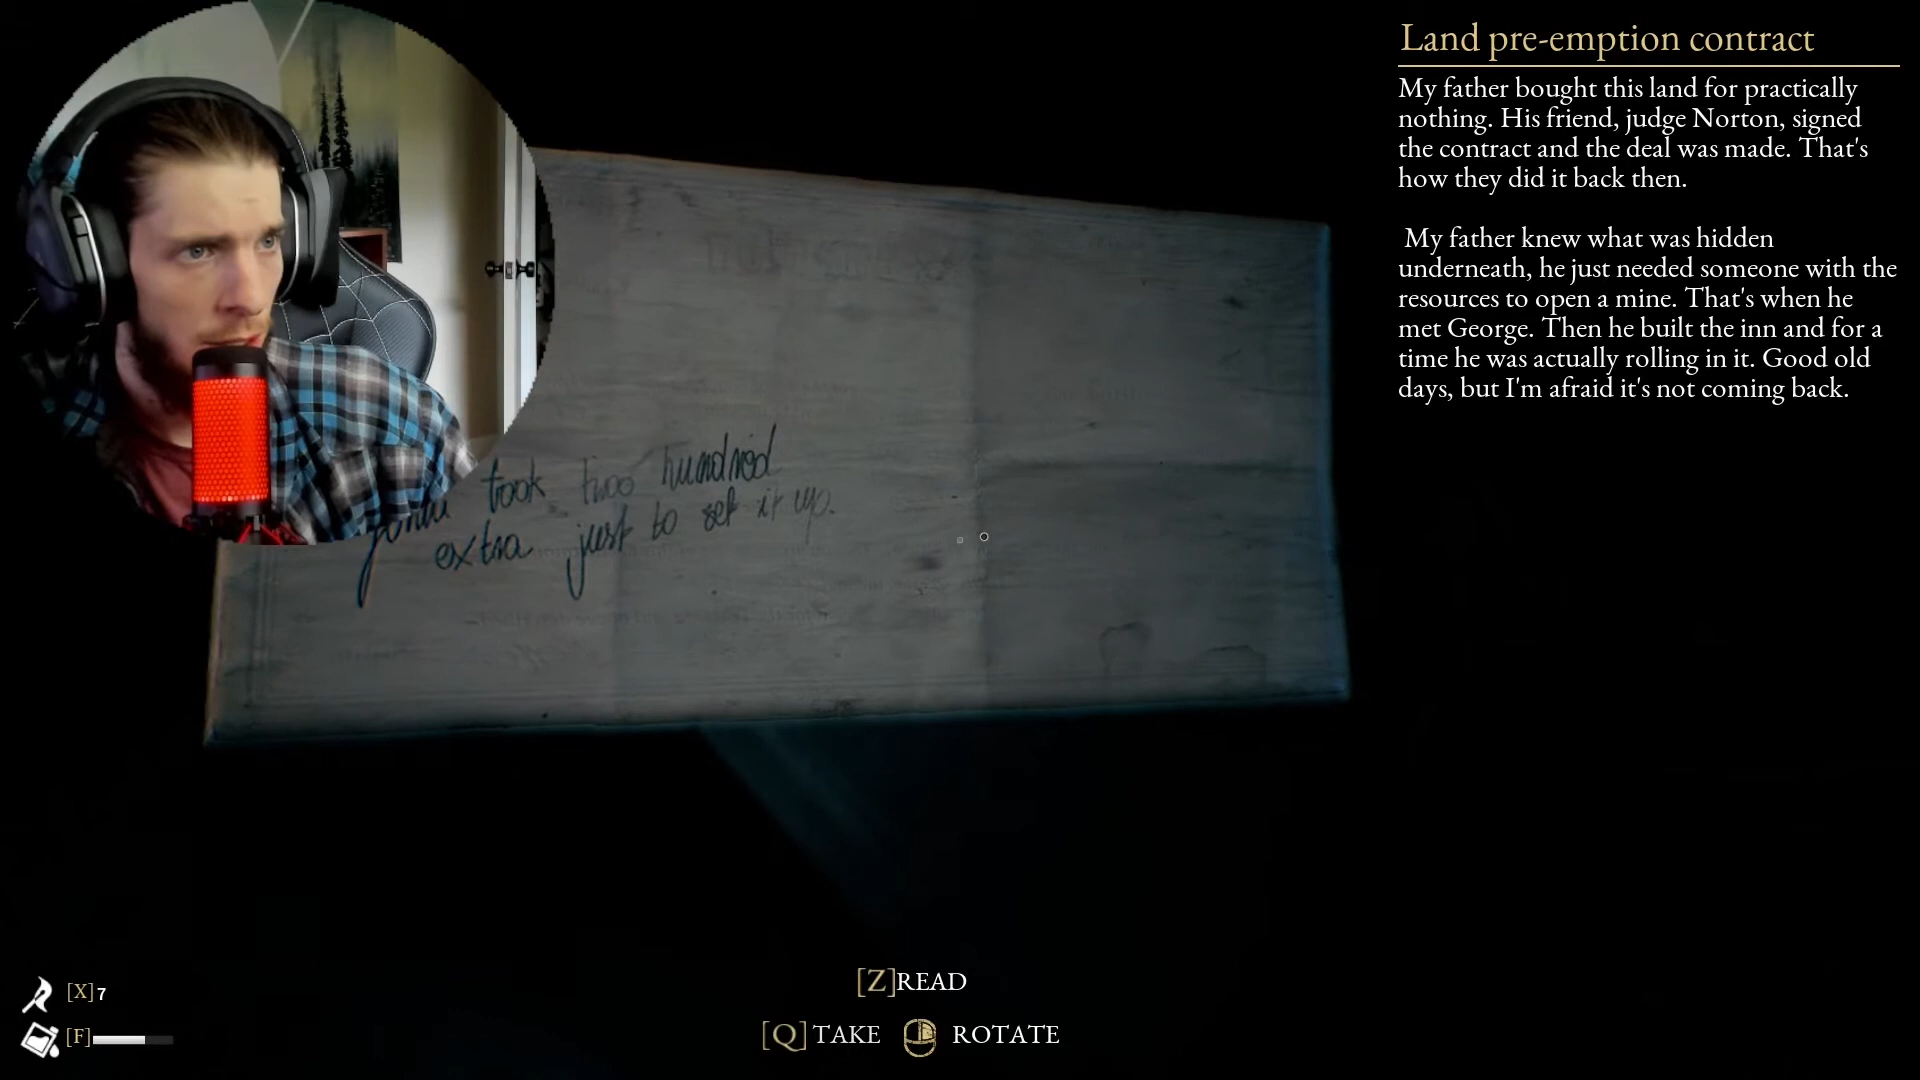 Land pre-emption contract
My father bought this land for practically
nothing. His friend, judge Norton, signed
the contract and the deal was made. That's
how they did it back then.
My father knew what was hidden
underneath, he just needed someone with the
resources to open a mine. That's when he
met George. Then he built the inn and for a
time he was actually rolling in it. Good old
days, but I'm afraid it's not coming back.
took two hundred
extra just to set it up.
[Z]READ
[X]7
[Q]TAKE ROTATE
[F]